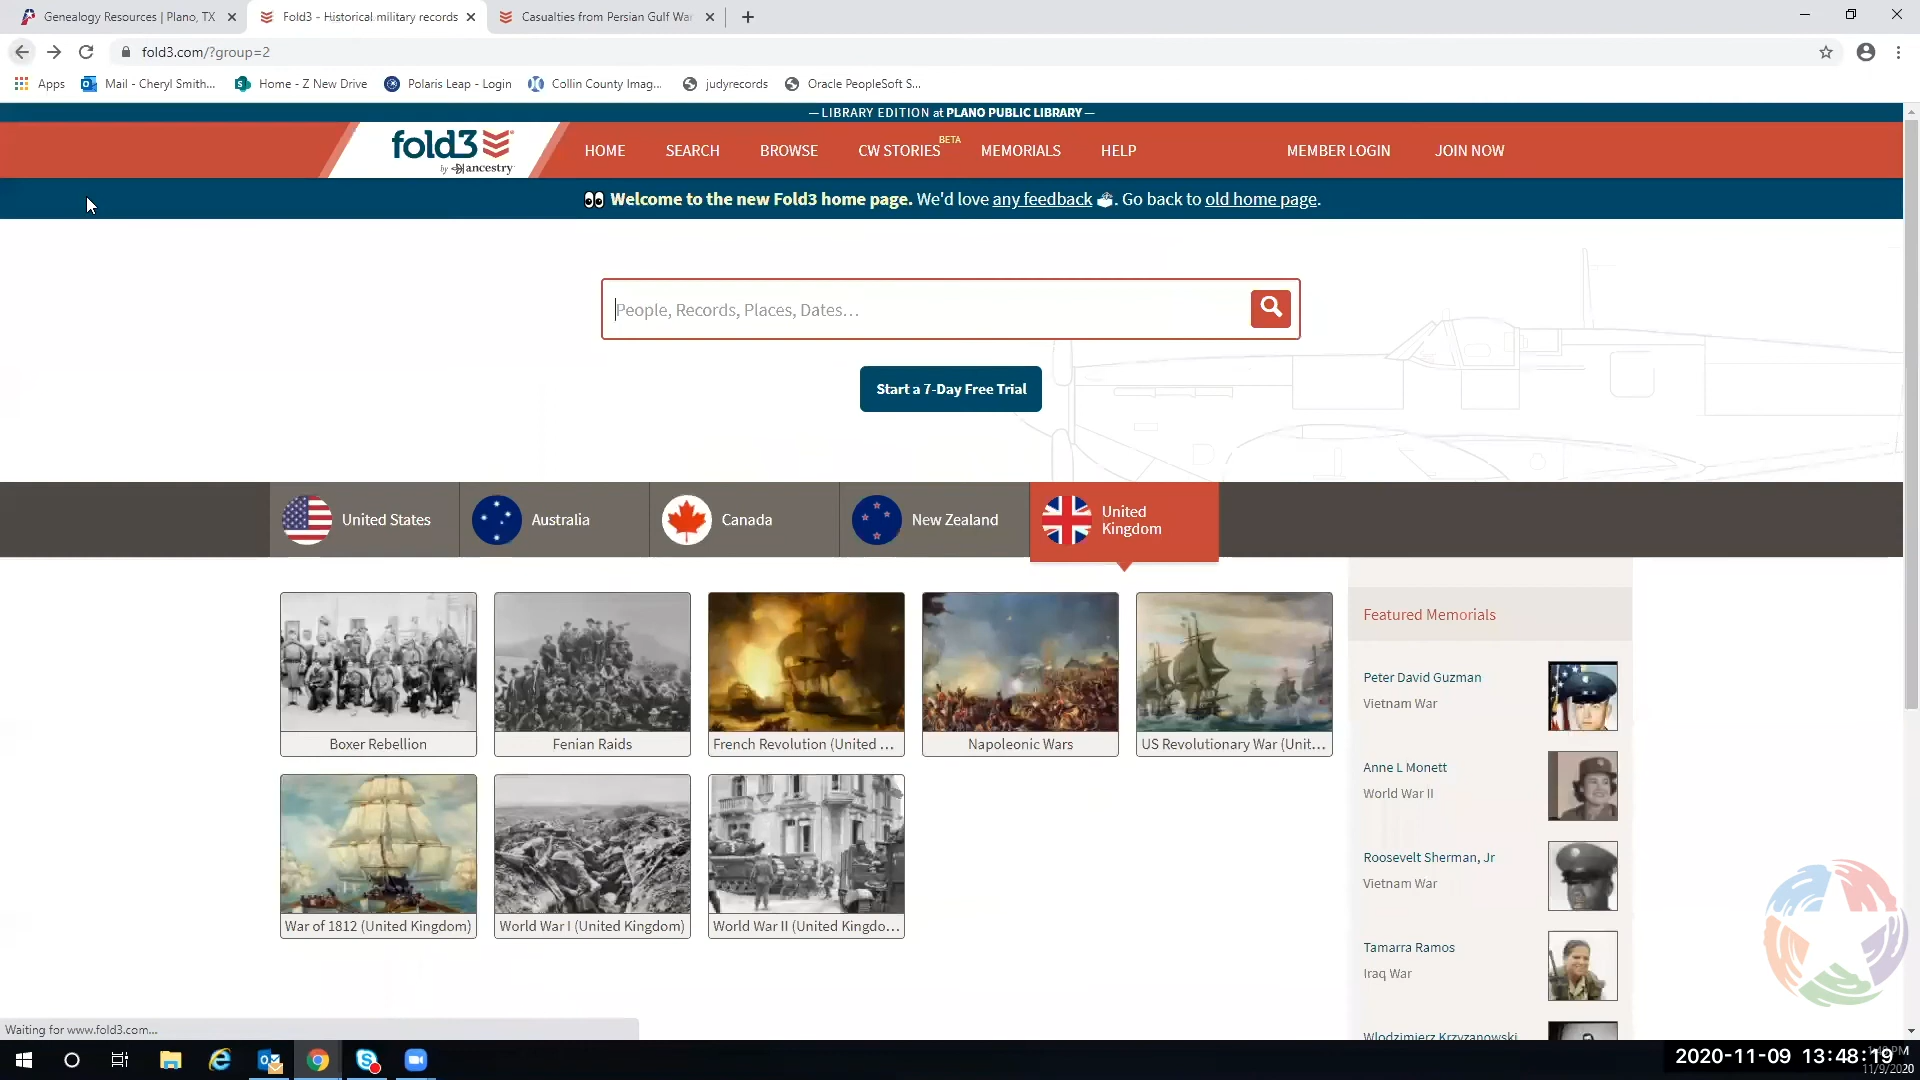 Genealogy Resources | Plano, TX
Fold3 - Historical military records
Casualties from Persian Gulf War
fold3.com/?group=2
Apps
Mail - Cheryl Smith...
Home - Z New Drive
Polaris Leap - Login
Collin County Imag...
judyrecords
Oracle PeopleSoft S...
— LIBRARY EDITION at PLANO PUBLIC LIBRARY —
fold3
by ancestry
HOME
SEARCH
BROWSE
CW STORIES
BETA
MEMORIALS
HELP
MEMBER LOGIN
JOIN NOW
Welcome to the new Fold3 home page. We'd love any feedback. Go back to old home page.
People, Records, Places, Dates...
Start a 7-Day Free Trial
United States
Australia
Canada
New Zealand
United
Kingdom
Boxer Rebellion
Fenian Raids
French Revolution (United ...
Napoleonic Wars
US Revolutionary War (Unit...
War of 1812 (United Kingdom)
World War I (United Kingdom)
World War II (United Kingdo...
Featured Memorials
Peter David Guzman
Vietnam War
Anne L Monett
World War II
Roosevelt Sherman, Jr
Vietnam War
Tamarra Ramos
Iraq War
Wlodzimierz Krzyzanowski
Waiting for www.fold3.com...
2020-11-09 13:48:19
11/9/2020